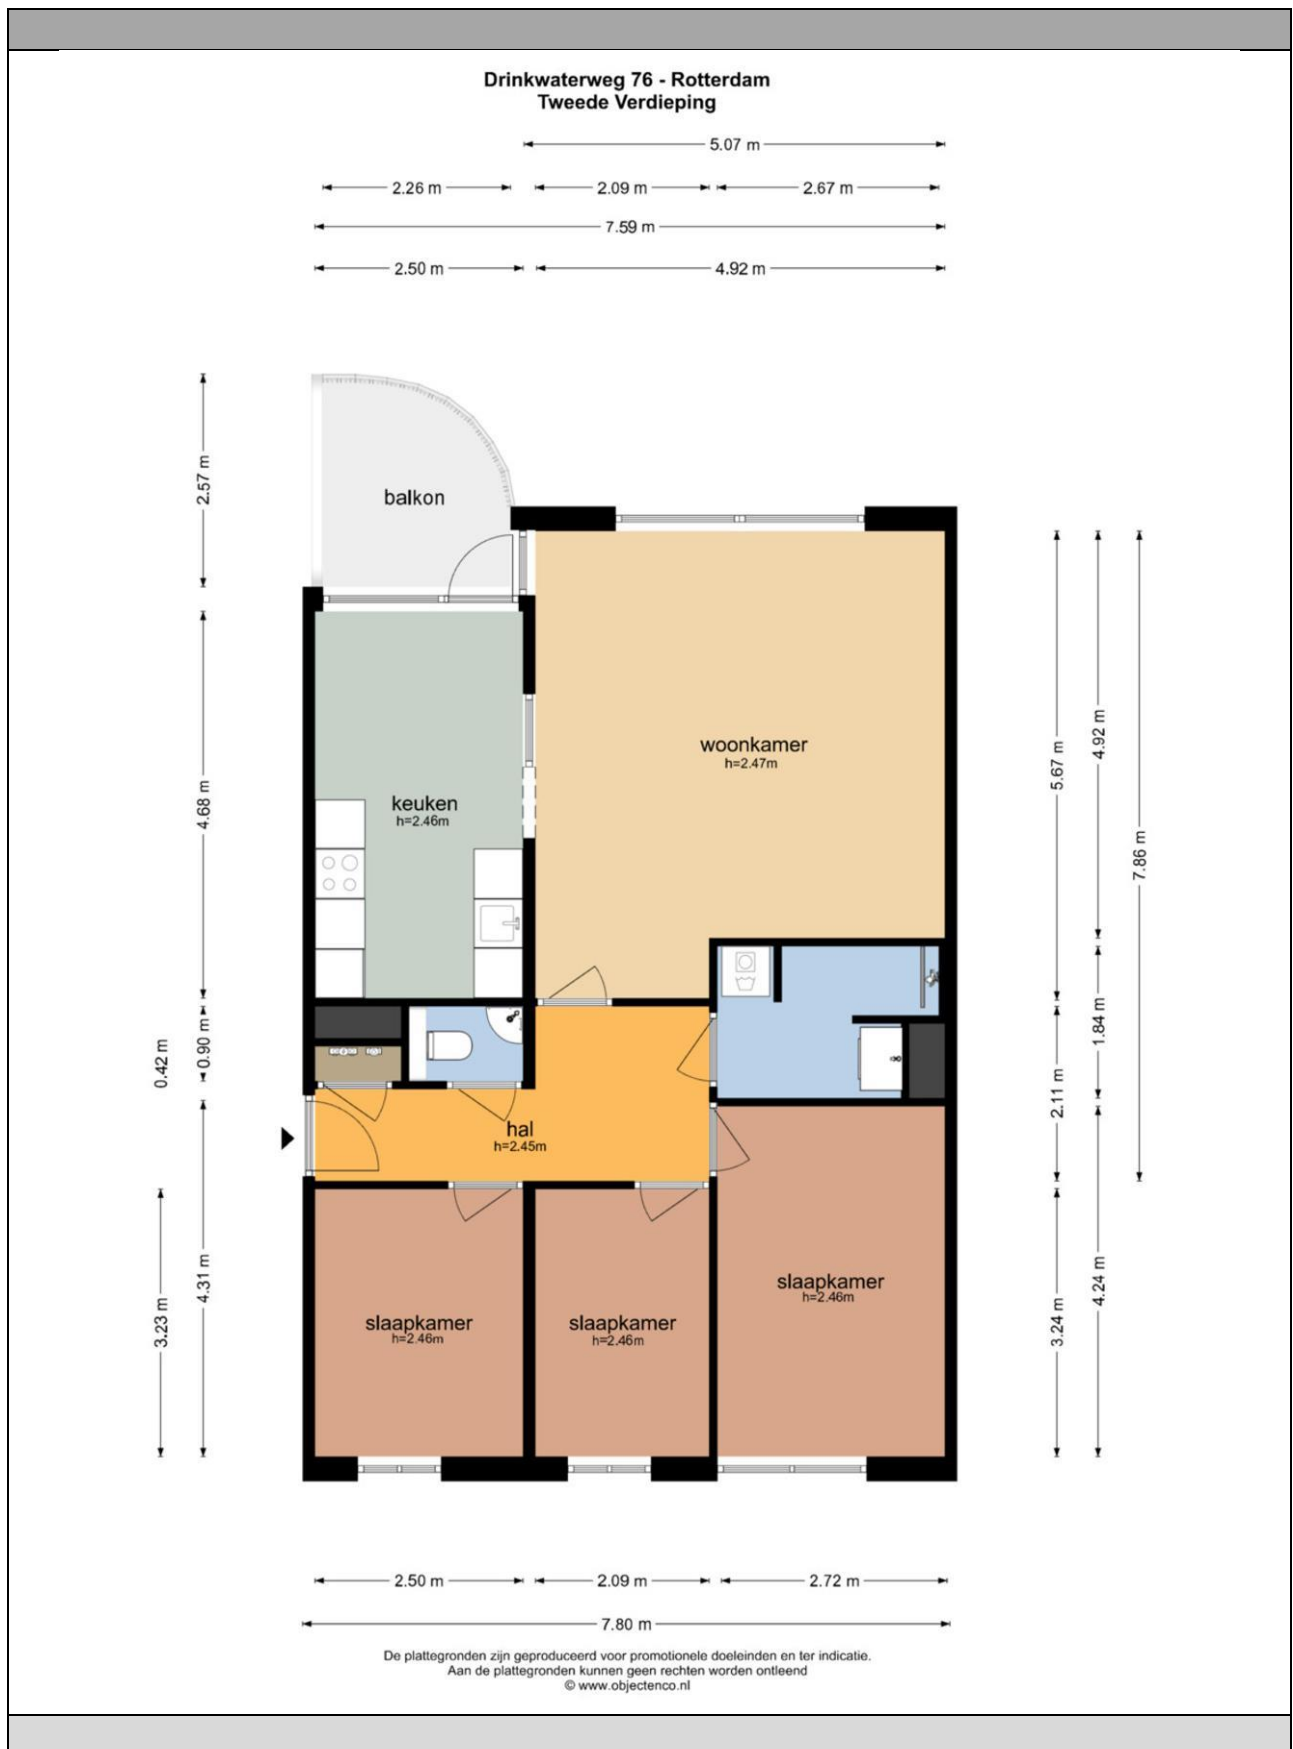 Drinkwaterweg 76 - Rotterdam
Tweede Verdieping
5.07 m
2.26 m
2.09 m
2.67 m
7.59 m
2.50 m
4.92 m
2.57 m
balkon
4.68 m
keuken
h=2.46m
woonkamer
h=2.47m
5.67 m
4.92 m
7.86 m
0.42 m
0.90 m
1.84 m
2.11 m
hal
h=2.45m
3.23 m
4.31 m
slaapkamer
h=2.46m
slaapkamer
h=2.46m
slaapkamer
h=2.46m
3.24 m
4.24 m
2.50 m
2.09 m
2.72 m
7.80 m
De plattegronden zijn geproduceerd voor promotionele doeleinden en ter indicatie.
Aan de plattegronden kunnen geen rechten worden ontleend
© www.objectenco.nl